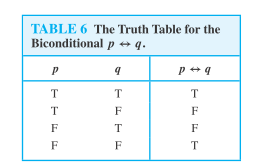 TABLE 6 The Truth Table for the
Biconditional p ↔ q.
p q p ↔ q
T T T
T F F
F T F
F F T